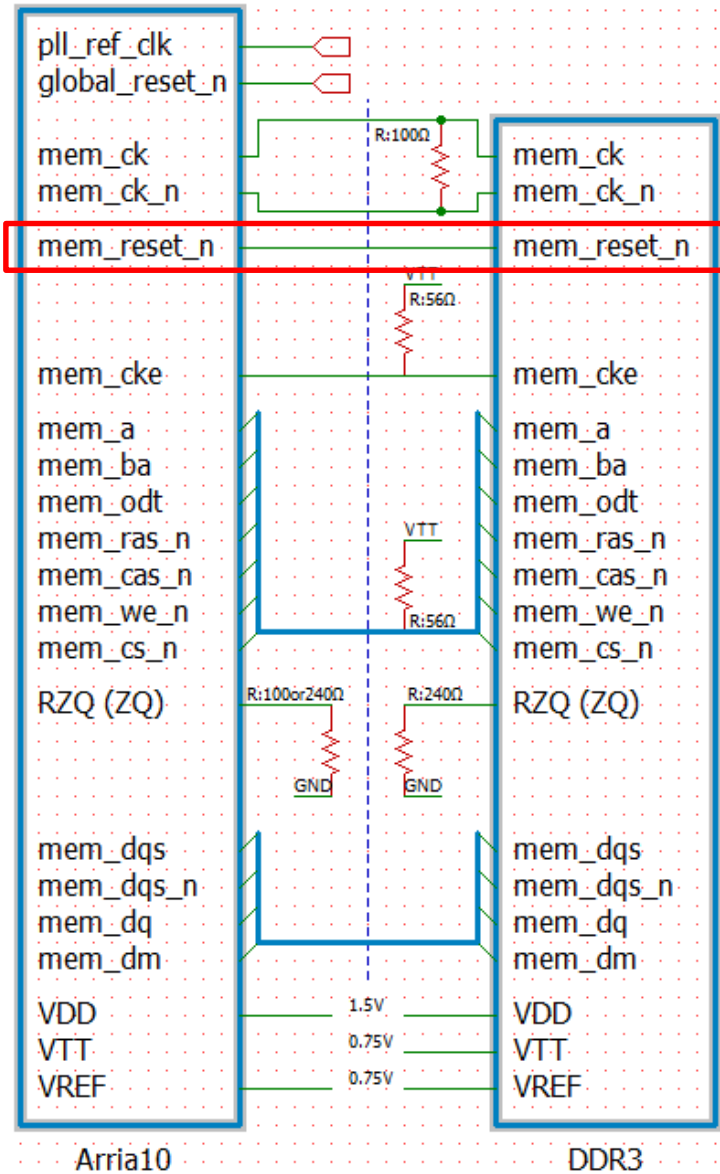 pll_ref_clk
global_reset_n
R:100Ω
mem_ck mem_ck
mem_ck_n mem_ck_n
mem_reset_n mem_reset_n
VTT
R:56Ω
mem_cke mem_cke
mem_a mem_a
mem_ba mem_ba
mem_odt mem_odt
VTT
mem_ras_n mem_ras_n
mem_cas_n mem_cas_n
mem_we_n R:56Ω mem_we_n
mem_cs_n mem_cs_n
RZQ (ZQ) R:100or240Ω R:240Ω RZQ (ZQ)
GND GND
mem_dqs mem_dqs
mem_dqs_n mem_dqs_n
mem_dq mem_dq
mem_dm mem_dm
VDD 1.5V VDD
VTT 0.75V VTT
VREF 0.75V VREF
Arria10 DDR3